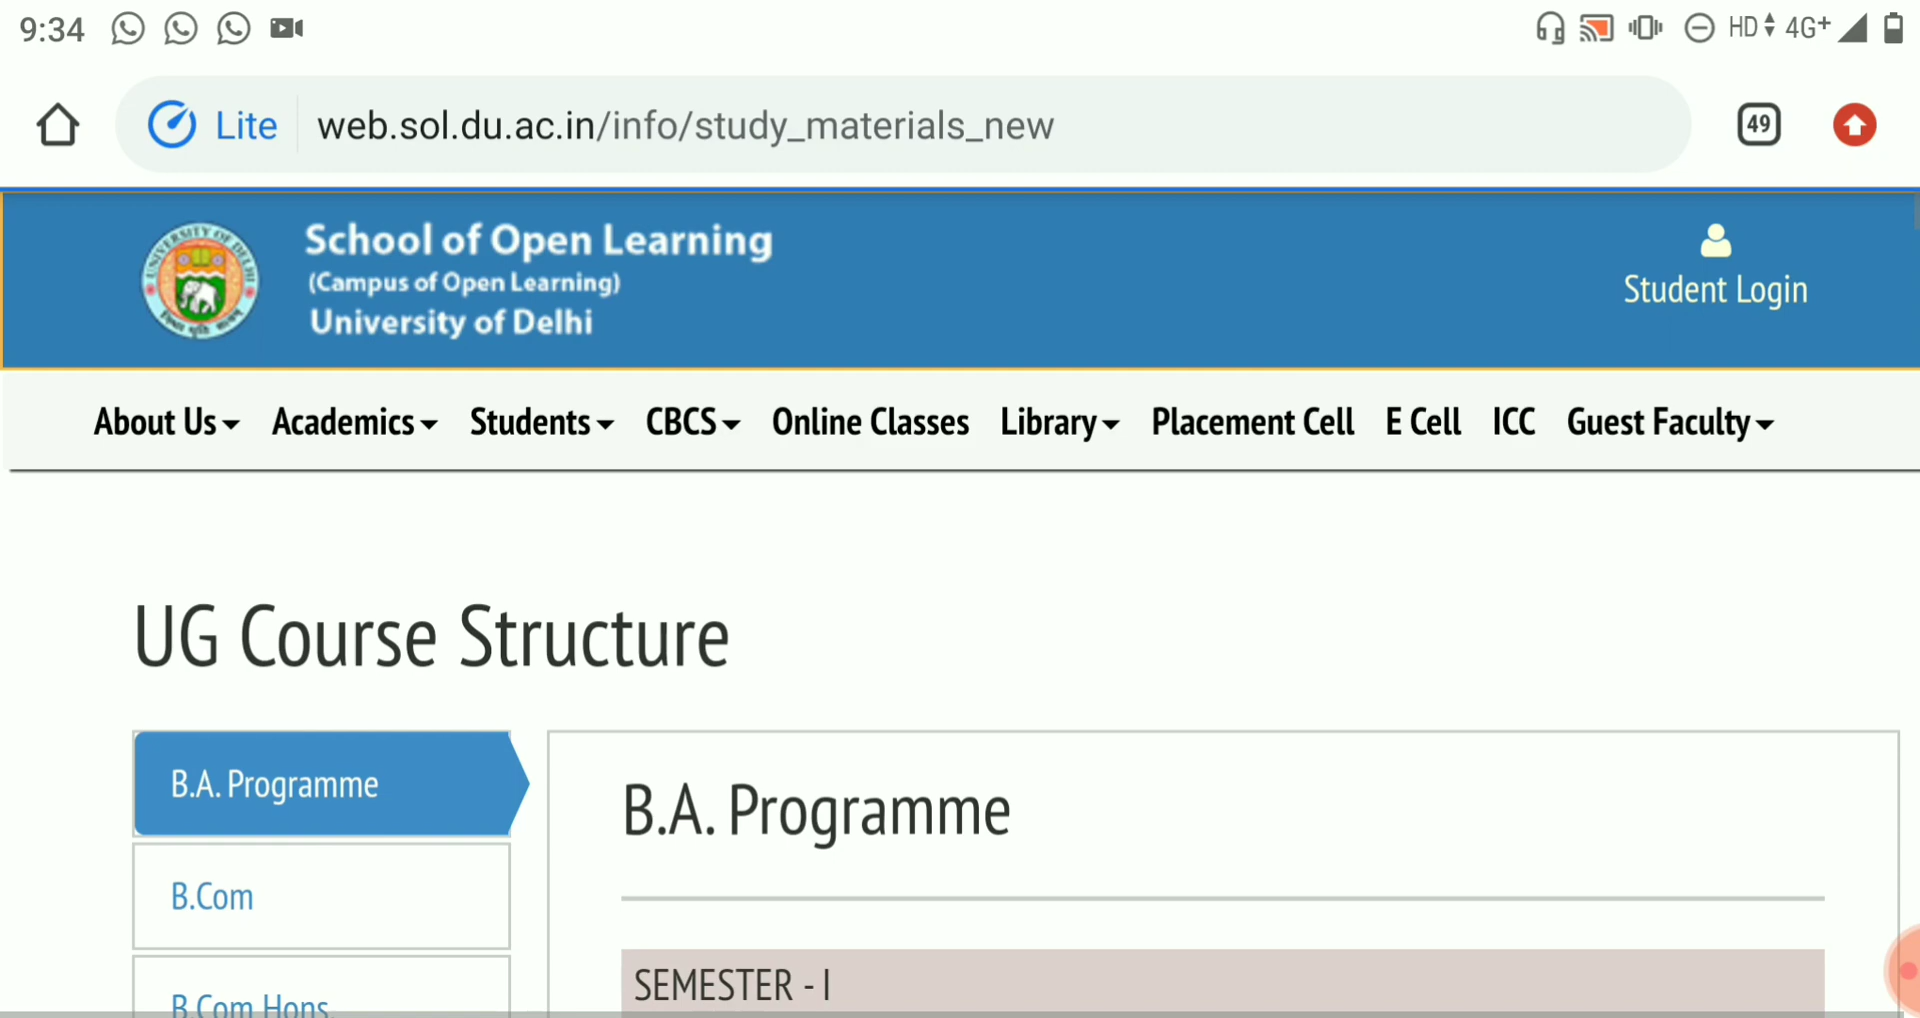 9:34 HD 4G+
Lite web.sol.du.ac.in/info/study_materials_new 49
School of Open Learning
(Campus of Open Learning)
University of Delhi
Student Login
About Us Academics Students CBCS Online Classes Library Placement Cell E Cell ICC Guest Faculty
UG Course Structure
B.A. Programme
B.Com
B.Com Hons.
B.A. Programme
SEMESTER - I